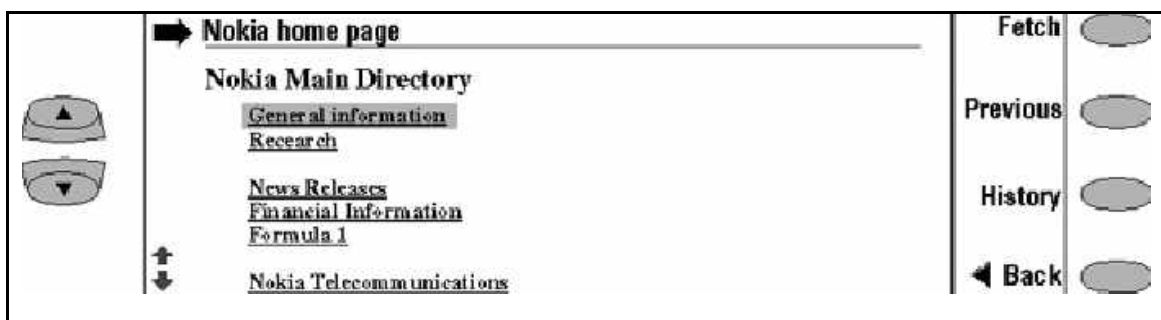 Nokia home page
Nokia Main Directory
General information
Research
News Releases
Financial Information
Formula 1
Nokia Telecommunications
Fetch
Previous
History
Back